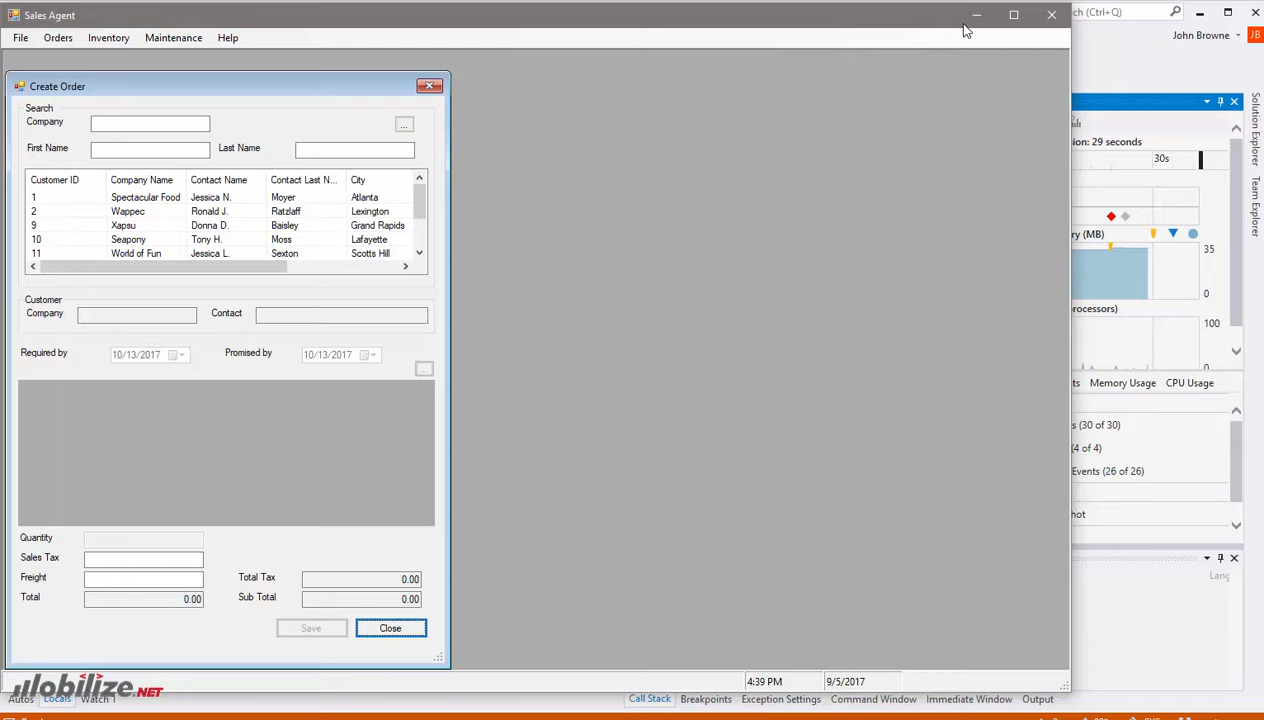 Sales Agent
ch (Ctrl+Q)
File Orders Inventory Maintenance Help
John Browne JB
Create Order
Search
Company
...
First Name Last Name
Customer ID Company Name Contact Name Contact Last N... City
1 Spectacular Food Jessica N. Moyer Atlanta
2 Wappec Ronald J. Ratzlaff Lexington
9 Xapsu Donna D. Baisley Grand Rapids
10 Seapony Tony H. Moss Lafayette
11 World of Fun Jessica L. Sexton Scotts Hill
Customer
Company Contact
Required by 10/13/2017 Promised by 10/13/2017
...
Quantity
Sales Tax
Freight Total Tax 0.00
Total 0.00 Sub Total 0.00
Save Close
4:39 PM 9/5/2017
Mobilize.NET
Solution Explorer
Team Explorer
sion: 29 seconds
30s
ry (MB)
35
0
rocessors)
100
0
ts Memory Usage CPU Usage
s (30 of 30)
(4 of 4)
Events (26 of 26)
shot
Lang
Autos Locals Watch 1 Call Stack Breakpoints Exception Settings Command Window Immediate Window Output